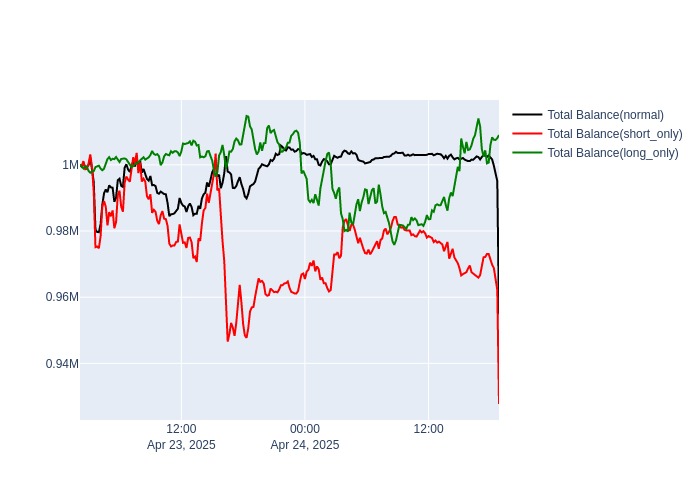 Total Balance(normal)
Total Balance(short_only)
Total Balance(long_only)
1M
0.98M
0.96M
0.94M
12:00
Apr 23, 2025
00:00
Apr 24, 2025
12:00